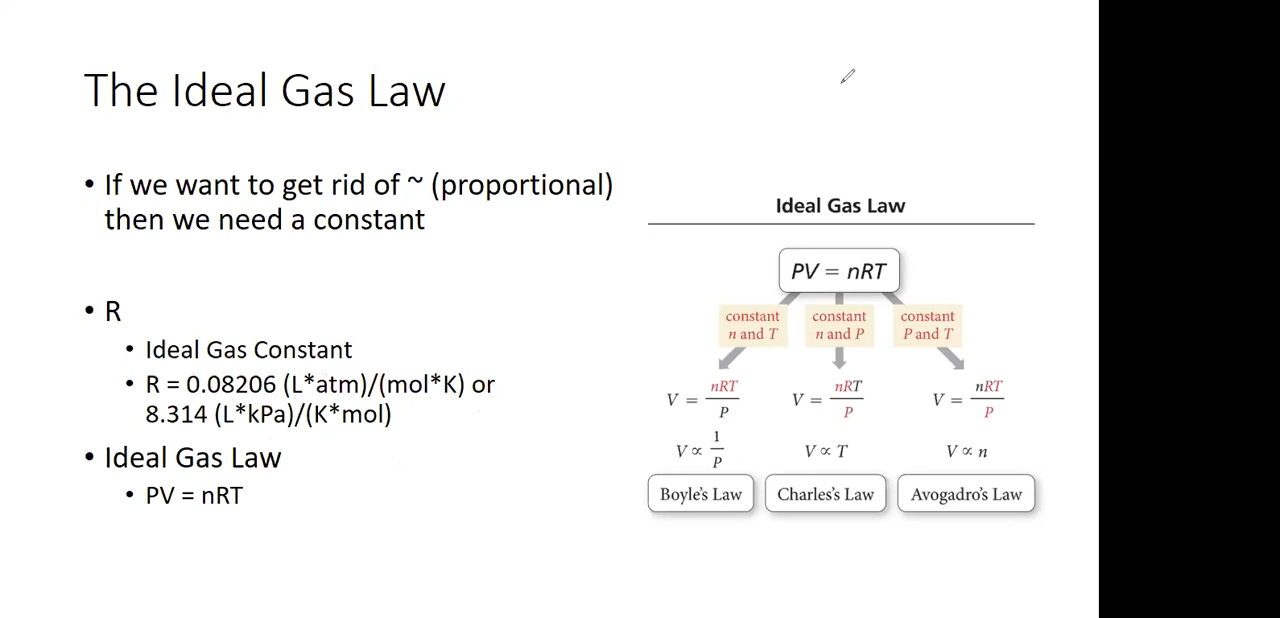 The Ideal Gas Law
• If we want to get rid of ~ (proportional)
then we need a constant
• R
• Ideal Gas Constant
• R = 0.08206 (L*atm)/(mol*K) or
8.314 (L*kPa)/(K*mol)
• Ideal Gas Law
• PV = nRT
Ideal Gas Law
PV = nRT
constant n and T
constant n and P
constant P and T
V = nRT/P
V = nRT/P
V = nRT/P
V ∝ 1/P
V ∝ T
V ∝ n
Boyle's Law
Charles's Law
Avogadro's Law